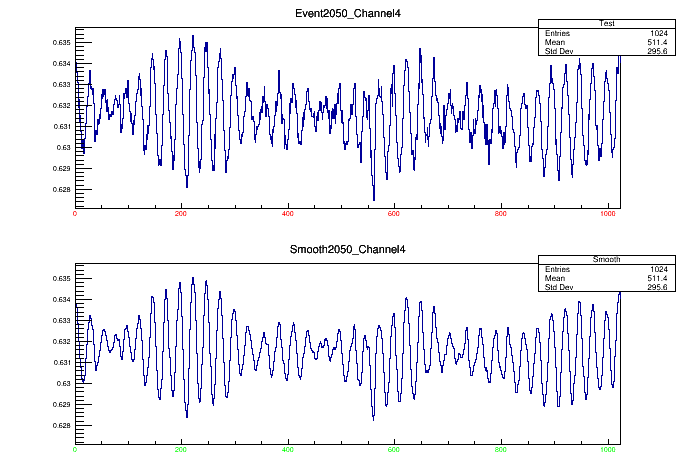 Event2050_Channel4
Test
Entries 1024
Mean 511.4
Std Dev 295.6
0.635
0.634
0.633
0.632
0.631
0.63
0.629
0.628
0 200 400 600 800 1000
Smooth2050_Channel4
Smooth
Entries 1024
Mean 511.4
Std Dev 295.6
0.635
0.634
0.633
0.632
0.631
0.63
0.629
0.628
0 200 400 600 800 1000